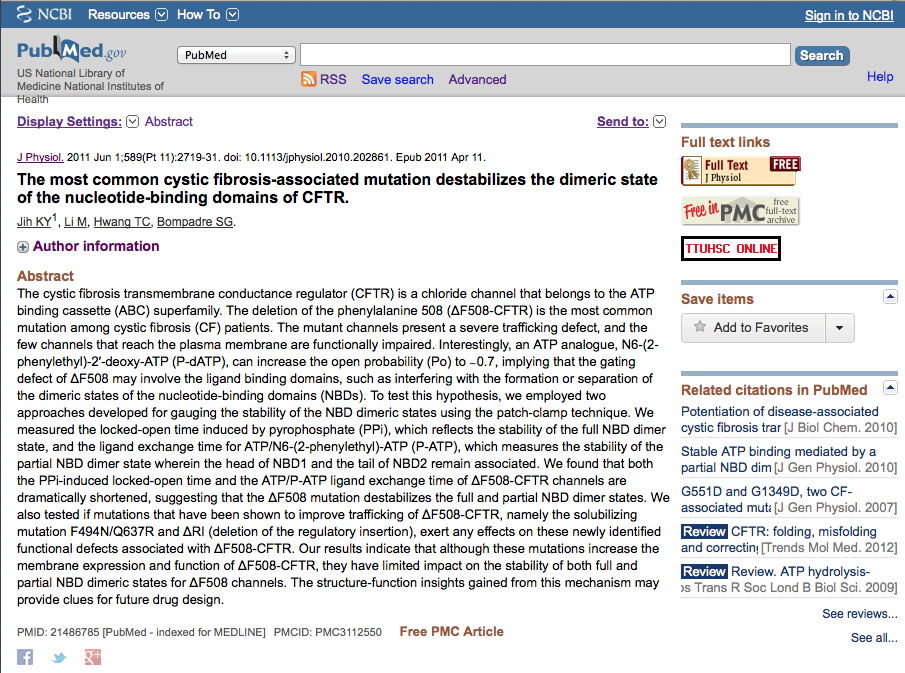 NCBI Resources How To Sign in to NCBI
PubMed.gov
US National Library of
Medicine National Institutes of
Health
PubMed Search
RSS Save search Advanced
Help
Display Settings: Abstract Send to:
J Physiol. 2011 Jun 1;589(Pt 11):2719-31. doi: 10.1113/jphysiol.2010.202861. Epub 2011 Apr 11.
The most common cystic fibrosis-associated mutation destabilizes the dimeric state
of the nucleotide-binding domains of CFTR.
Jih KY1, Li M, Hwang TC, Bompadre SG.
Author information
Abstract
The cystic fibrosis transmembrane conductance regulator (CFTR) is a chloride channel that belongs to the ATP
binding cassette (ABC) superfamily. The deletion of the phenylalanine 508 (ΔF508-CFTR) is the most common
mutation among cystic fibrosis (CF) patients. The mutant channels present a severe trafficking defect, and the
few channels that reach the plasma membrane are functionally impaired. Interestingly, an ATP analogue, N6-(2-
phenylethyl)-2′-deoxy-ATP (P-dATP), can increase the open probability (Po) to ~0.7, implying that the gating
defect of ΔF508 may involve the ligand binding domains, such as interfering with the formation or separation of
the dimeric states of the nucleotide-binding domains (NBDs). To test this hypothesis, we employed two
approaches developed for gauging the stability of the NBD dimeric states using the patch-clamp technique. We
measured the locked-open time induced by pyrophosphate (PPi), which reflects the stability of the full NBD dimer
state, and the ligand exchange time for ATP/N6-(2-phenylethyl)-ATP (P-ATP), which measures the stability of the
partial NBD dimer state wherein the head of NBD1 and the tail of NBD2 remain associated. We found that both
the PPi-induced locked-open time and the ATP/P-ATP ligand exchange time of ΔF508-CFTR channels are
dramatically shortened, suggesting that the ΔF508 mutation destabilizes the full and partial NBD dimer states. We
also tested if mutations that have been shown to improve trafficking of ΔF508-CFTR, namely the solubilizing
mutation F494N/Q637R and ΔRI (deletion of the regulatory insertion), exert any effects on these newly identified
functional defects associated with ΔF508-CFTR. Our results indicate that although these mutations increase the
membrane expression and function of ΔF508-CFTR, they have limited impact on the stability of both full and
partial NBD dimeric states for ΔF508 channels. The structure-function insights gained from this mechanism may
provide clues for future drug design.
PMID: 21486785 [PubMed - indexed for MEDLINE] PMCID: PMC3112550 Free PMC Article
Full text links
Full Text FREE
J Physiol
Free in PMC free
full-text
archive
TTUHSC ONLINE
Save items
Add to Favorites
Related citations in PubMed
Potentiation of disease-associated
cystic fibrosis trar [J Biol Chem. 2010]
Stable ATP binding mediated by a
partial NBD dim [J Gen Physiol. 2010]
G551D and G1349D, two CF-
associated muta [J Gen Physiol. 2007]
Review CFTR: folding, misfolding
and correcting [Trends Mol Med. 2012]
Review Review. ATP hydrolysis-
os Trans R Soc Lond B Biol Sci. 2009]
See reviews...
See all...